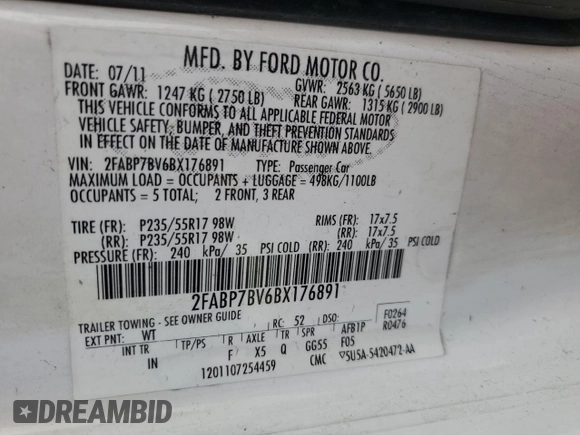 MFD. BY FORD MOTOR CO.
DATE: 07/11
GVWR: 2563 KG ( 5650 LB)
FRONT GAWR: 1247 KG ( 2750 LB)
REAR GAWR: 1315 KG ( 2900 LB)
THIS VEHICLE CONFORMS TO ALL APPLICABLE FEDERAL MOTOR
VEHICLE SAFETY, BUMPER, AND THEFT PREVENTION STANDARDS
IN EFFECT ON THE DATE OF MANUFACTURE SHOWN ABOVE.
VIN: 2FABP7BV6BX176891 TYPE: Passenger Car
MAXIMUM LOAD = OCCUPANTS + LUGGAGE = 498KG/1100LB
OCCUPANTS = 5 TOTAL; 2 FRONT, 3 REAR
TIRE (FR): P235/55R17 98W RIMS (FR): 17x7.5
(RR): P235/55R17 98W (RR): 17x7.5
PRESSURE (FR): 240 kPa/ 35 PSI COLD (RR): 240 kPa/ 35 PSI COLD
2FABP7BV6BX176891
TRAILER TOWING - SEE OWNER GUIDE
F0264
RC: 52 DSO: R0476
EXT PNT: WT TP/PS R AXLE TR SPR AFB1P
INT TR F X5 Q GG55 F05
IN 1201107254459 CMC 5U5A-5420472-AA
DREAMBID